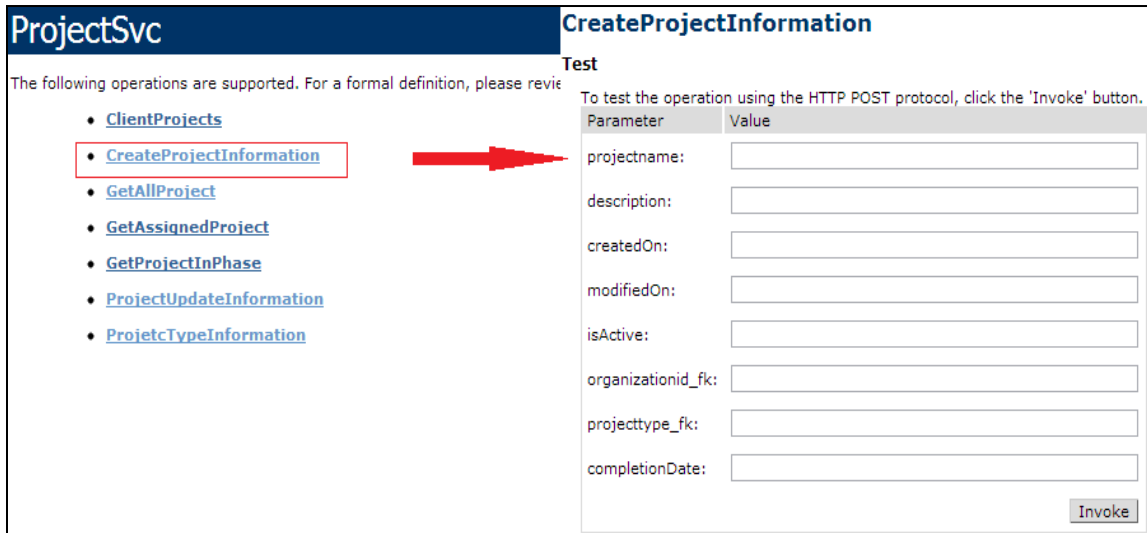 ProjectSvc
The following operations are supported. For a formal definition, please revie
ClientProjects
CreateProjectInformation
GetAllProject
GetAssignedProject
GetProjectInPhase
ProjectUpdateInformation
ProjetcTypeInformation
CreateProjectInformation
Test
To test the operation using the HTTP POST protocol, click the 'Invoke' button.
Parameter Value
projectname:
description:
createdOn:
modifiedOn:
isActive:
organizationid_fk:
projecttype_fk:
completionDate:
Invoke